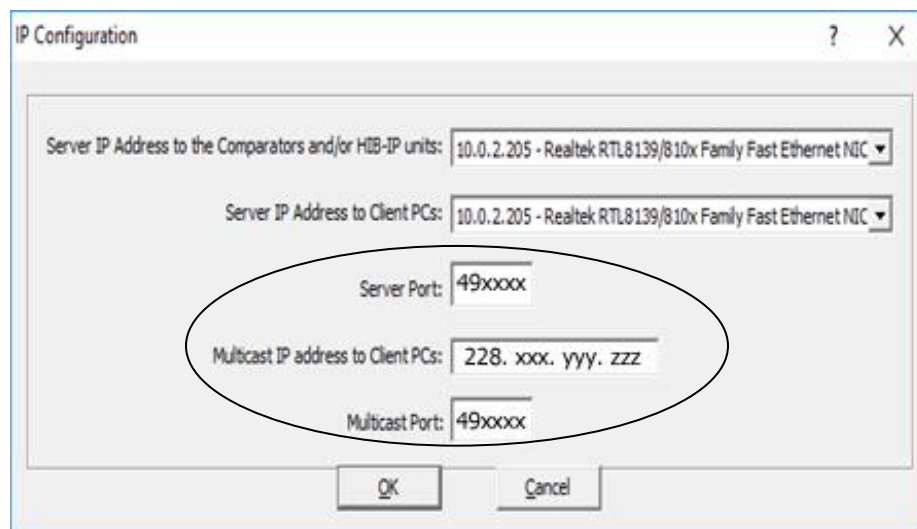 IP Configuration ? X
Server IP Address to the Comparators and/or HIB-IP units: 10.0.2.205 - Realtek RTL8139/810x Family Fast Ethernet NIC
Server IP Address to Client PCs: 10.0.2.205 - Realtek RTL8139/810x Family Fast Ethernet NIC
Server Port: 49xxxx
Multicast IP address to Client PCs: 228. xxx. yyy. zzz
Multicast Port: 49xxxx
OK Cancel